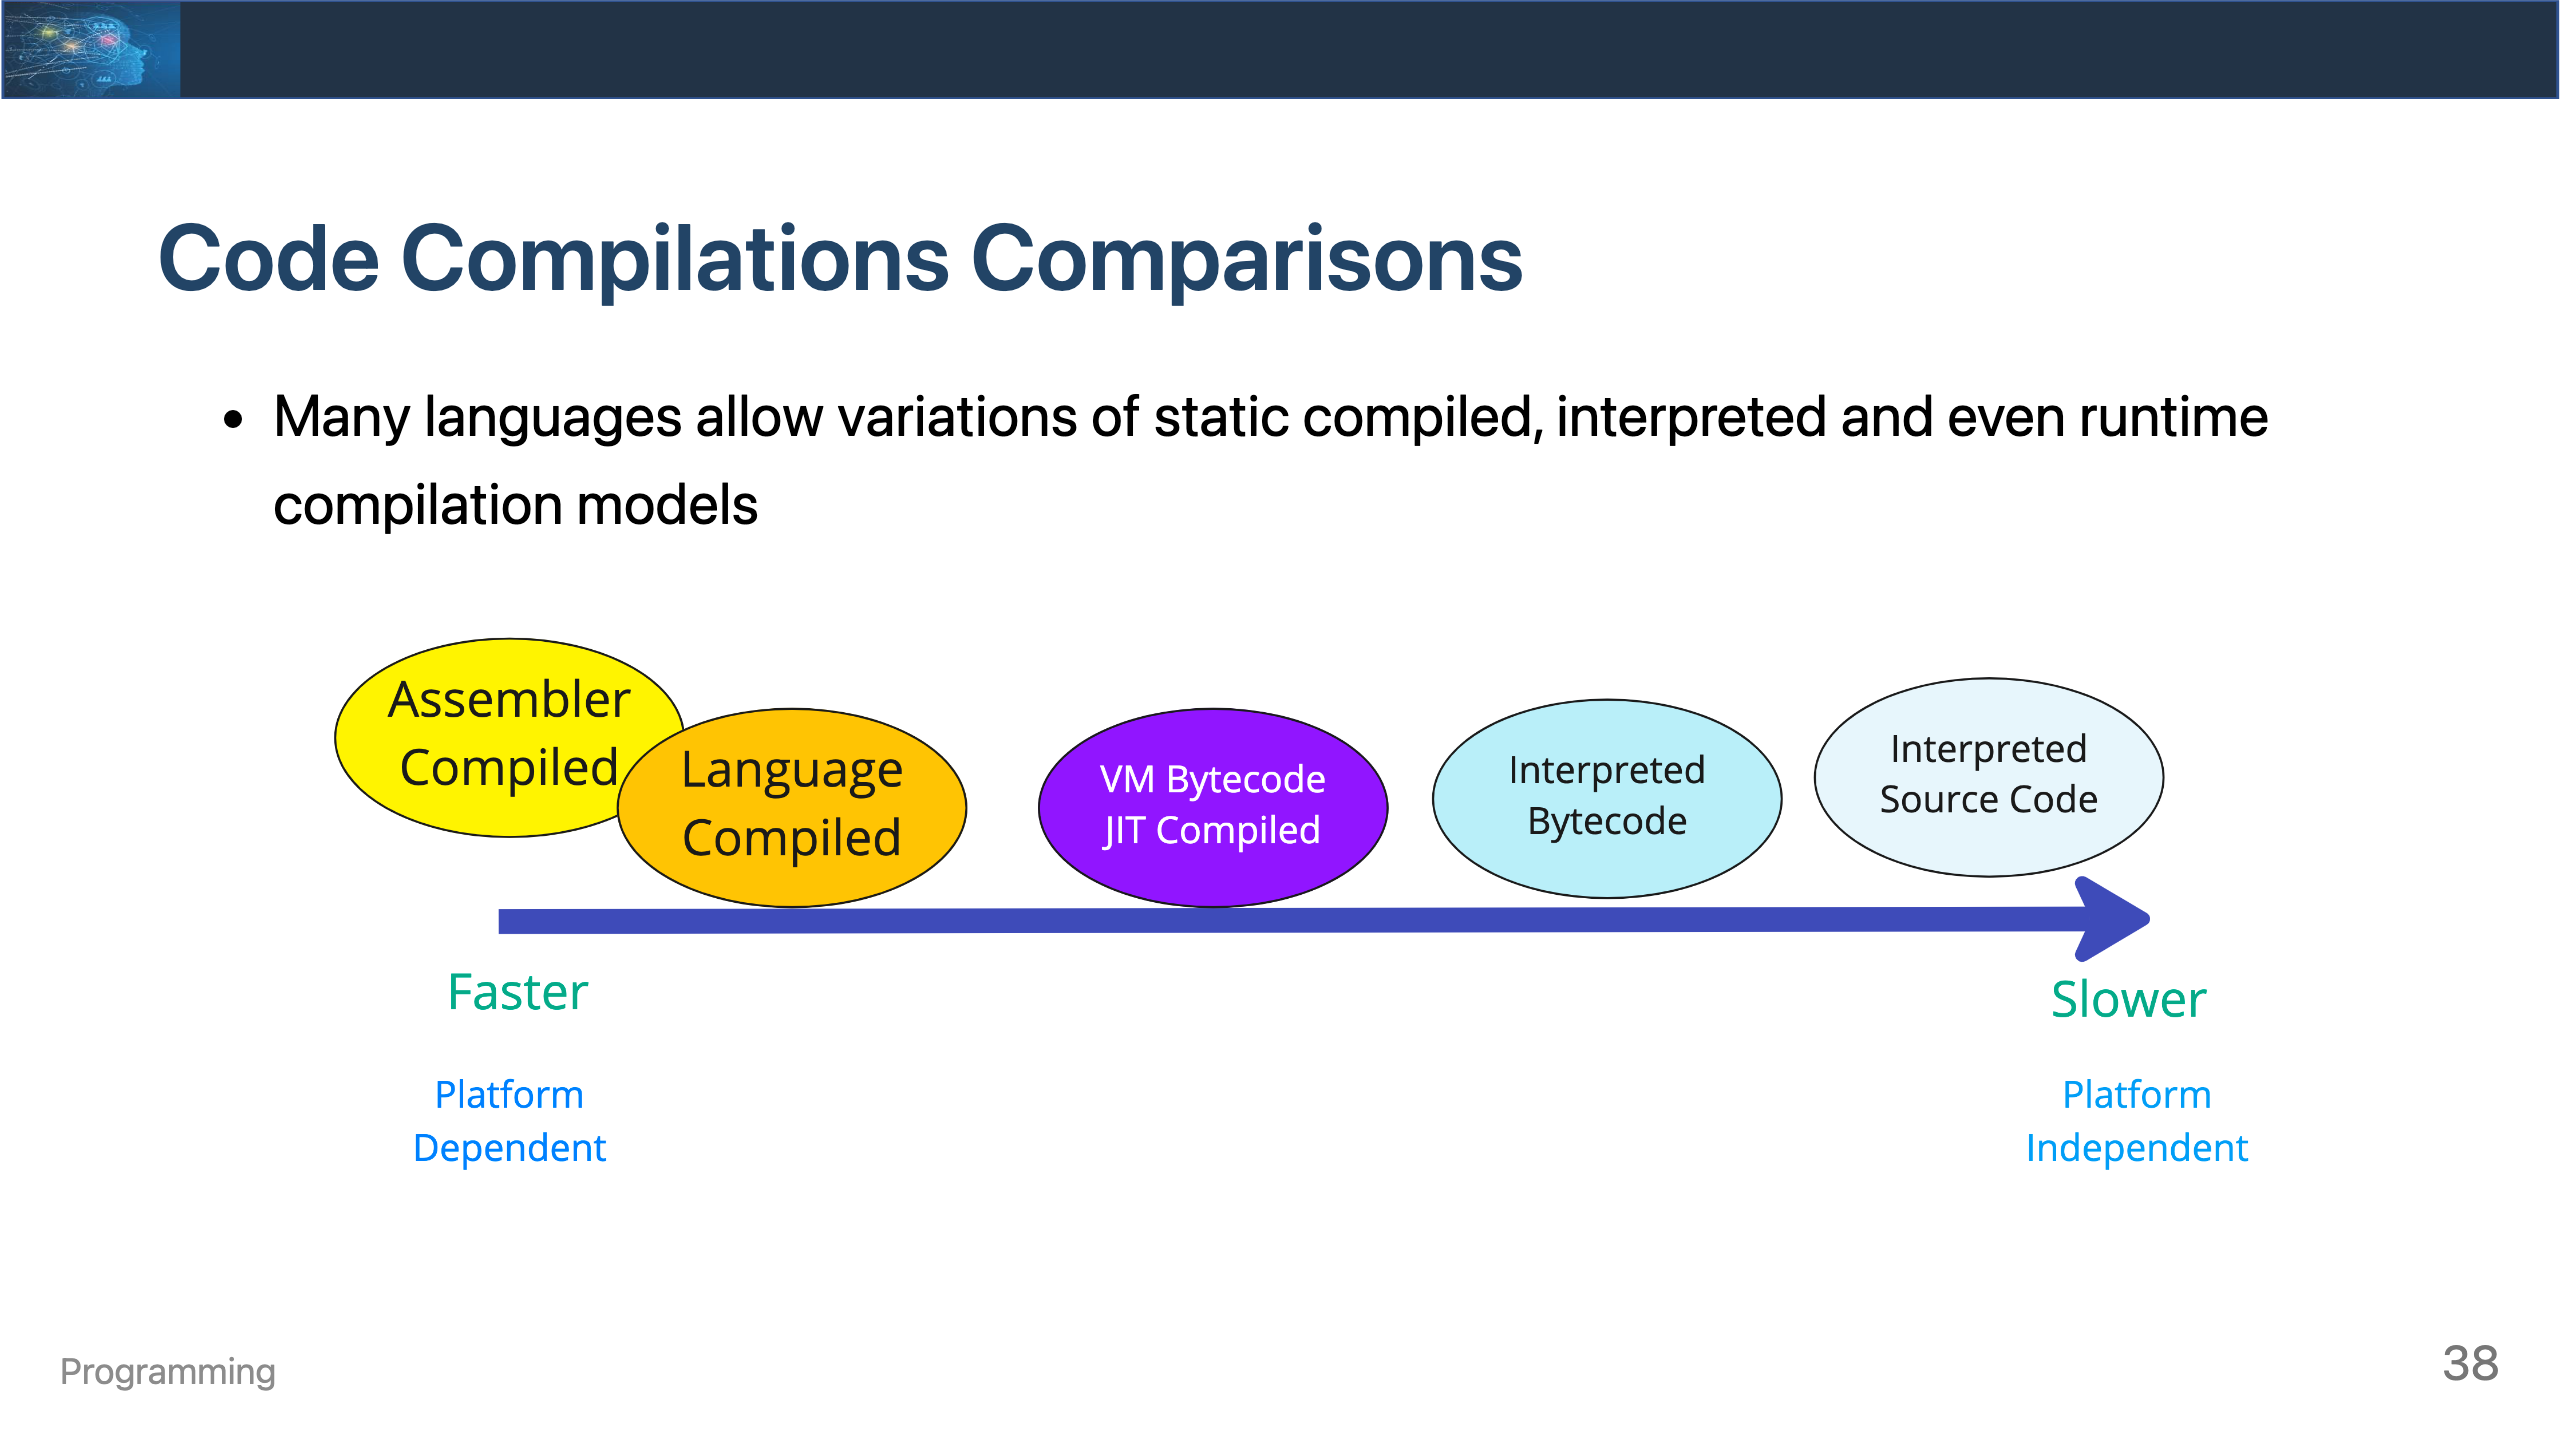 Code Compilations Comparisons
• Many languages allow variations of static compiled, interpreted and even runtime
compilation models
Assembler
Compiled
Language
Compiled
VM Bytecode
JIT Compiled
Interpreted
Bytecode
Interpreted
Source Code
Faster
Slower
Platform
Dependent
Platform
Independent
Programming
38